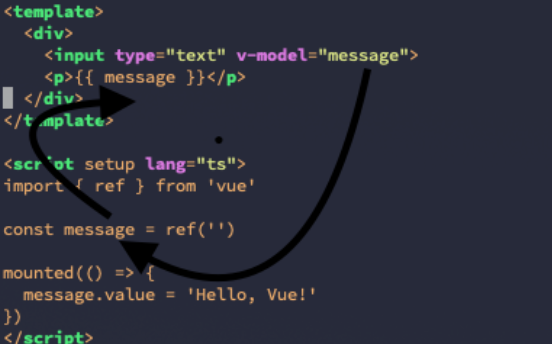 <template>
<div>
<input type="text" v-model="message">
<p>{{ message }}</p>
</div>
</template>
<script setup lang="ts">
import { ref } from 'vue'
const message = ref('')
mounted(() => {
message.value = 'Hello, Vue!'
})
</script>